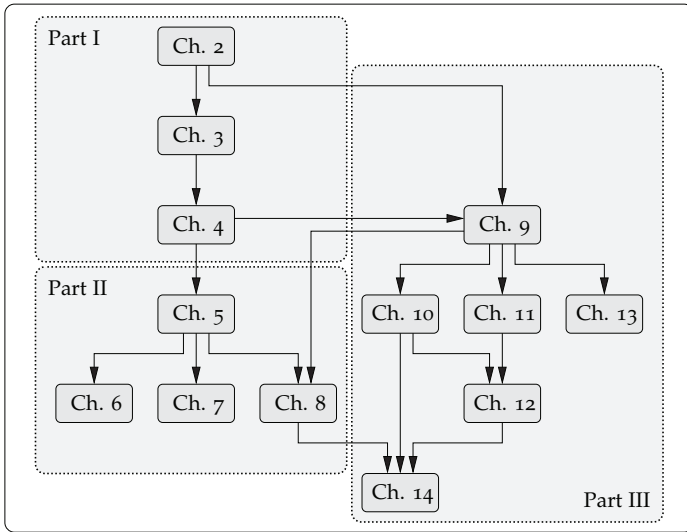 Part I
Ch. 2
Ch. 3
Ch. 4
Ch. 9
Part II
Ch. 5
Ch. 10
Ch. 11
Ch. 13
Ch. 6
Ch. 7
Ch. 8
Ch. 12
Ch. 14
Part III